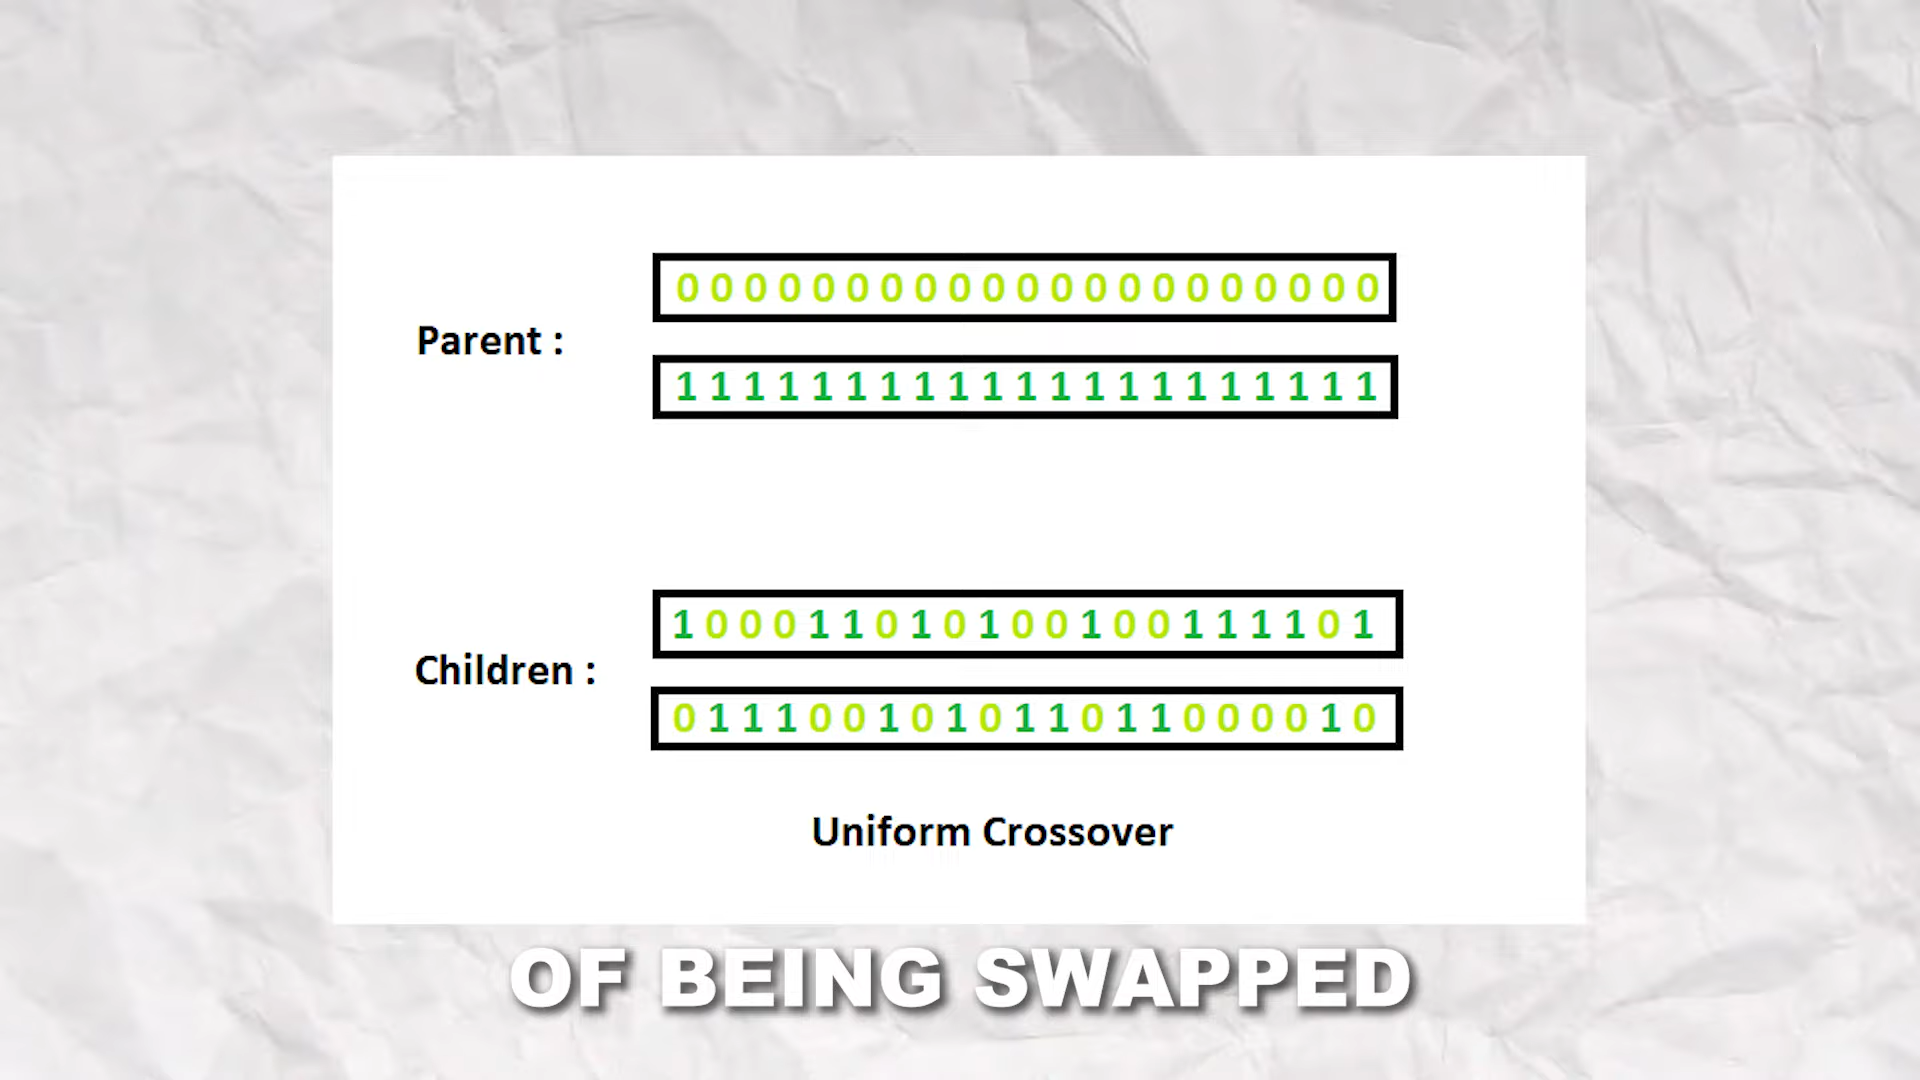 Parent :
0 0 0 0 0 0 0 0 0 0 0 0 0 0 0 0 0 0 0 0 0
1 1 1 1 1 1 1 1 1 1 1 1 1 1 1 1 1 1 1 1 1
Children :
1 0 0 0 1 1 0 1 0 1 0 0 1 0 0 1 1 1 1 0 1
0 1 1 1 0 0 1 0 1 0 1 1 0 1 1 0 0 0 0 1 0
Uniform Crossover
OF BEING SWAPPED